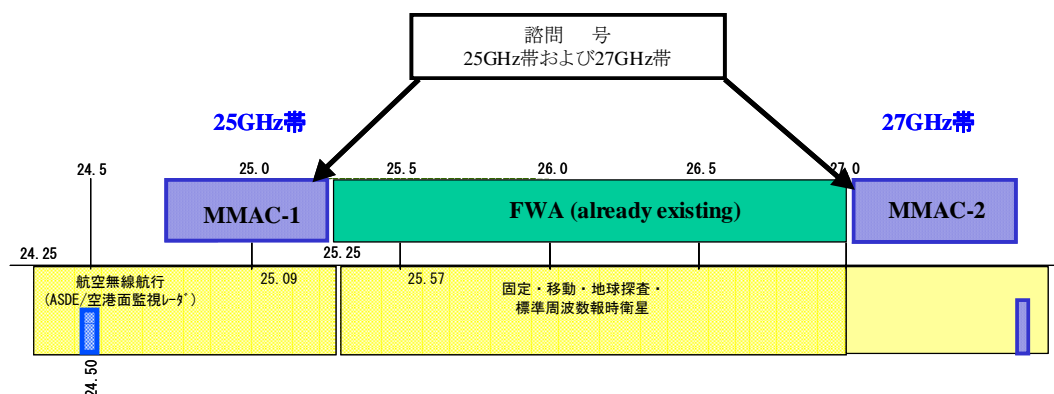 諮問 号
25GHz帯および27GHz帯
25GHz帯
27GHz帯
24.5
25.0
25.5
26.0
26.5
27.0
MMAC-1
FWA (already existing)
MMAC-2
24.25
25.25
航空無線航行
(ASDE/空港面監視ﾚｰﾀﾞ)
25.09
25.57
固定・移動・地球探査・
標準周波数報時衛星
24.50